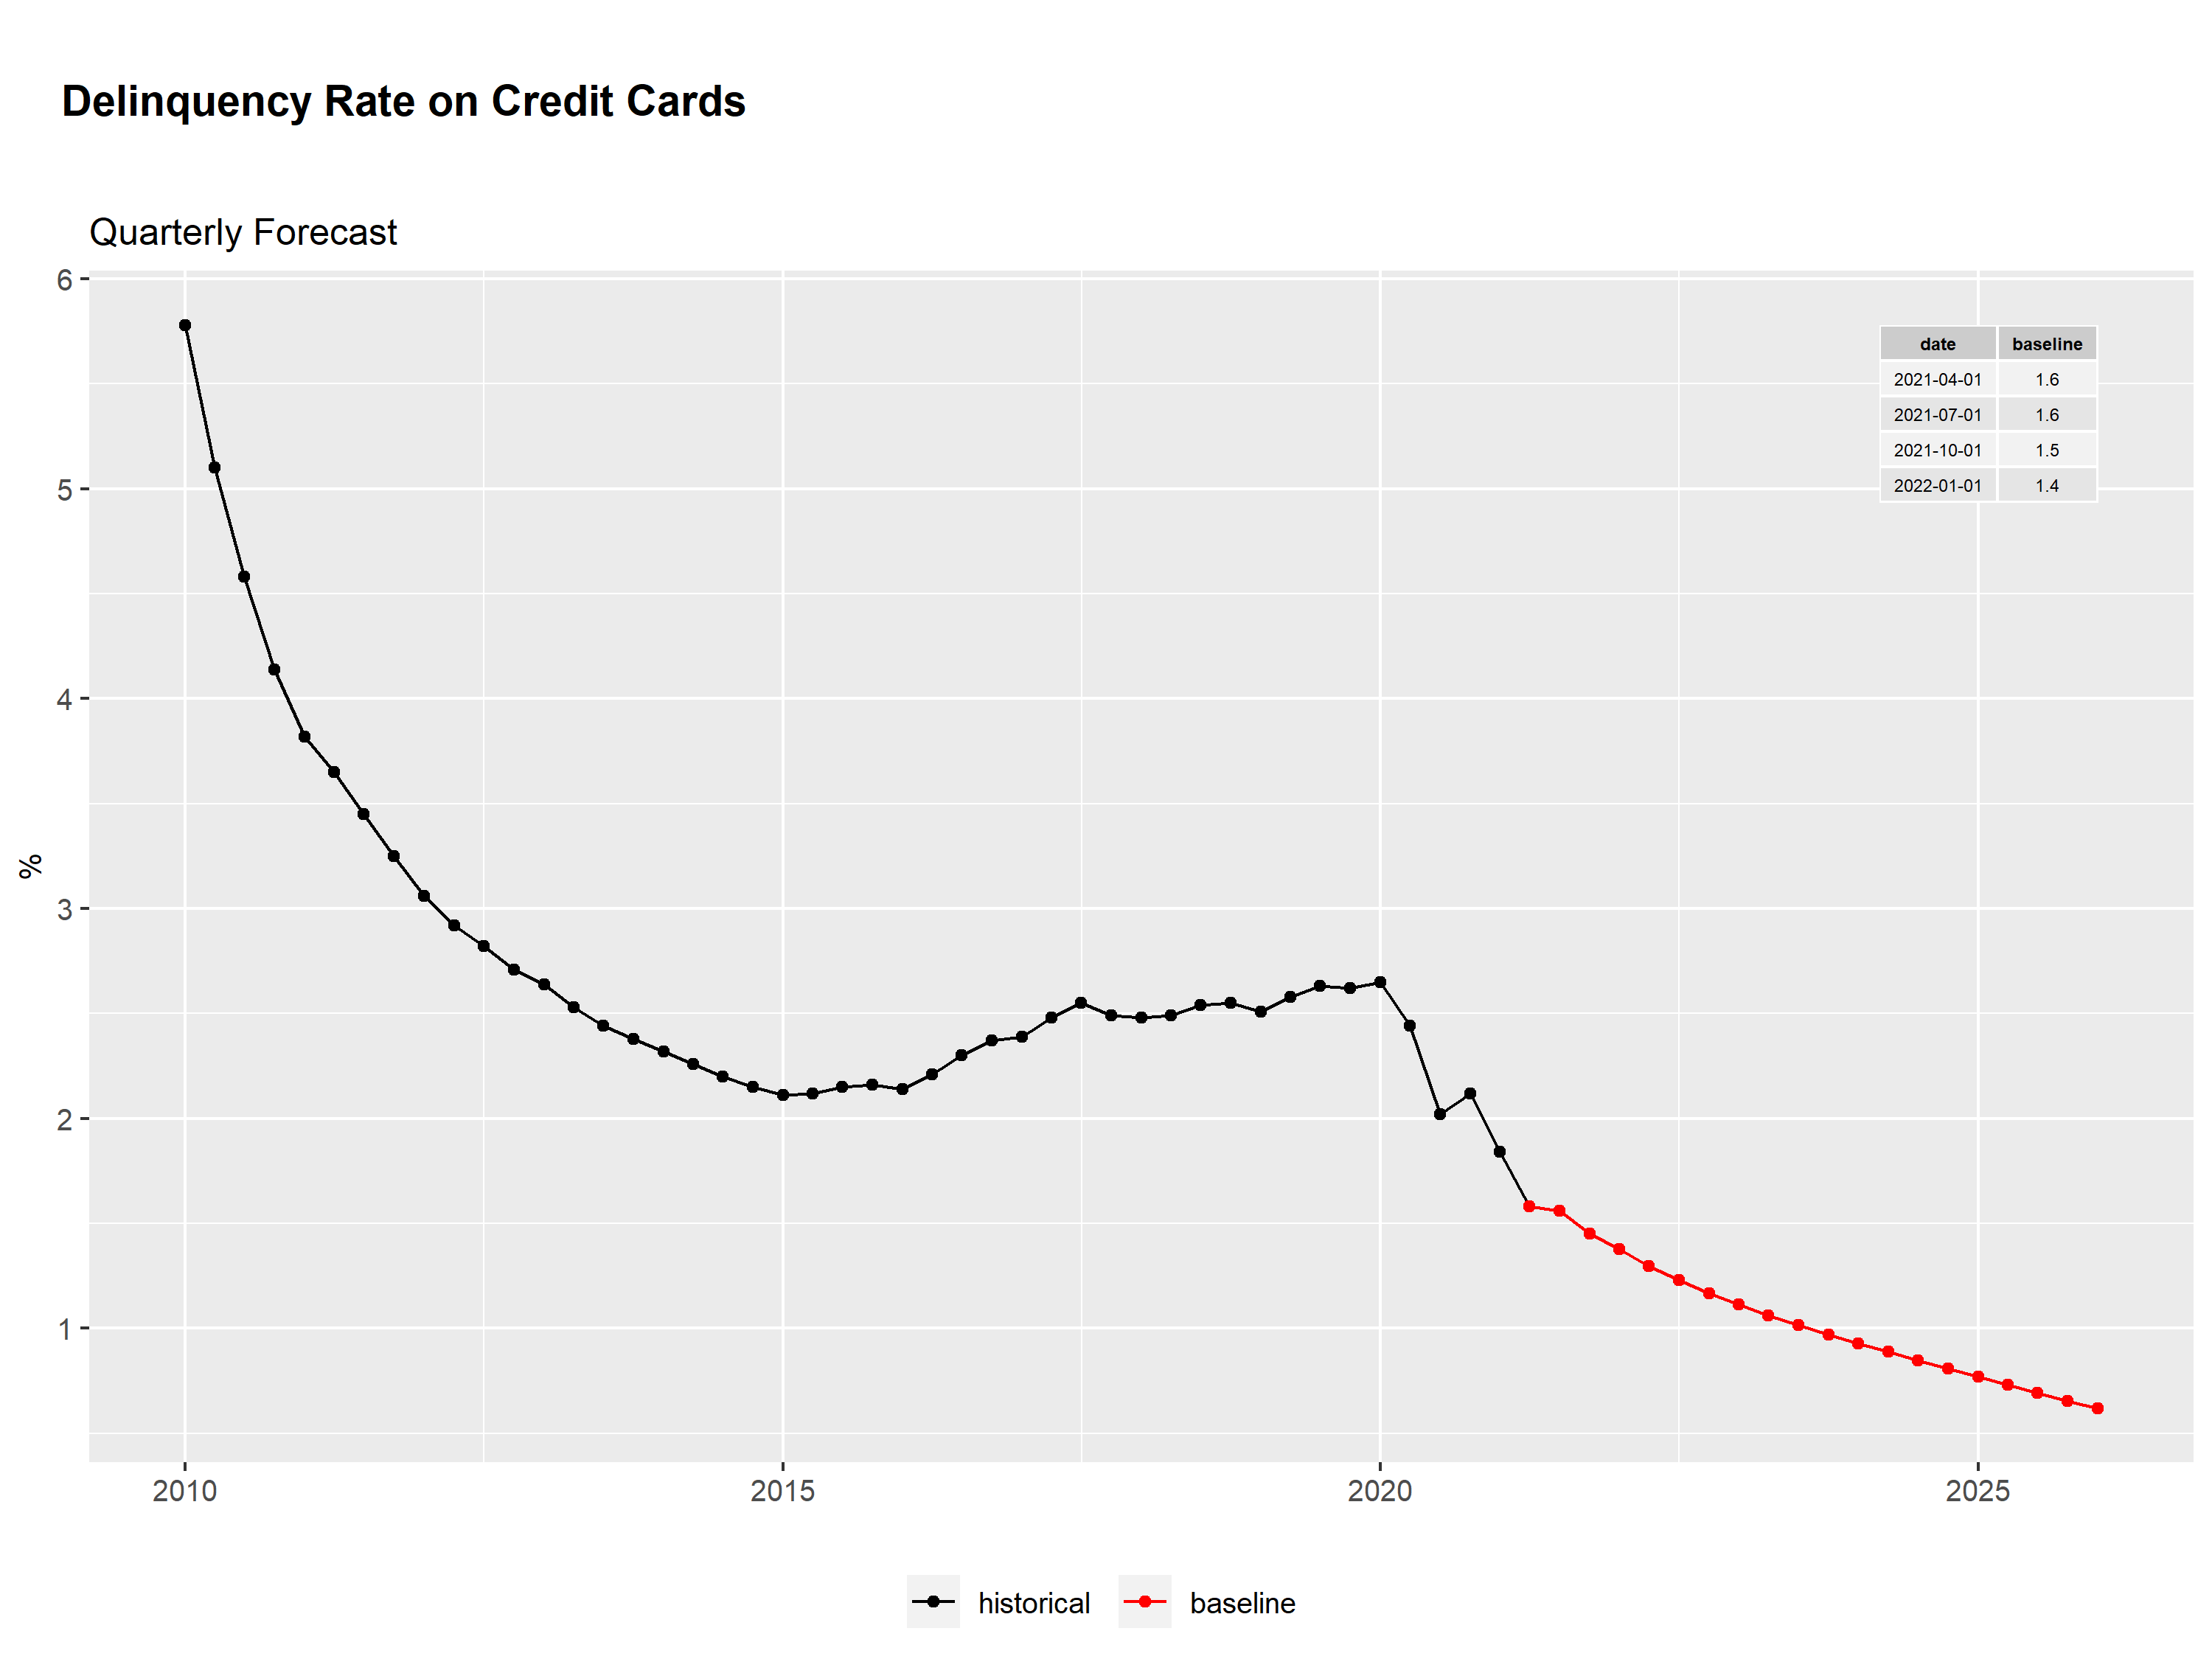 Delinquency Rate on Credit Cards
Quarterly Forecast
6
5
4
3
2
1
%
date baseline
2021-04-01 1.6
2021-07-01 1.6
2021-10-01 1.5
2022-01-01 1.4
2010 2015 2020 2025
historical baseline